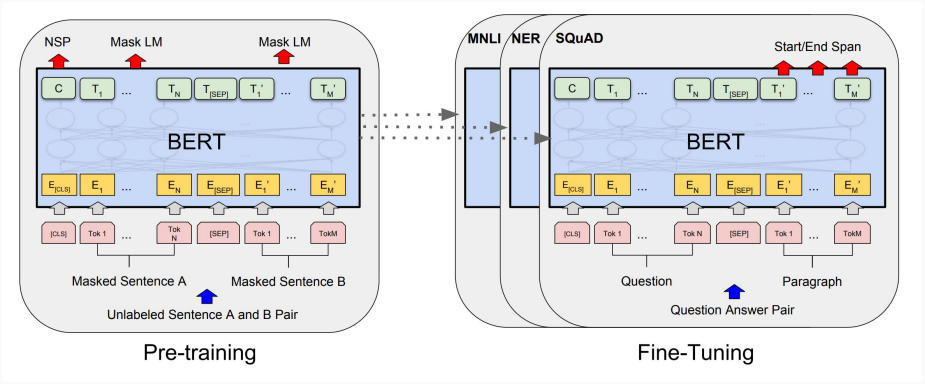 NSP Mask LM Mask LM
C T1 ... TN T[SEP] T1' ... TM'
BERT
E[CLS] E1 ... EN E[SEP] E1' ... EM'
[CLS] Tok 1 ... Tok N [SEP] Tok 1 ... TokM
Masked Sentence A Masked Sentence B
Unlabeled Sentence A and B Pair
Pre-training
MNLI NER SQuAD
Start/End Span
C T1 ... TN T[SEP] T1' ... TM'
BERT
E[CLS] E1 ... EN E[SEP] E1' ... EM'
[CLS] Tok 1 ... Tok N [SEP] Tok 1 ... TokM
Question Paragraph
Question Answer Pair
Fine-Tuning